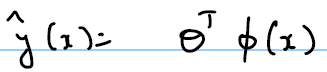 ŷ(x) = θᵀ ϕ(x)